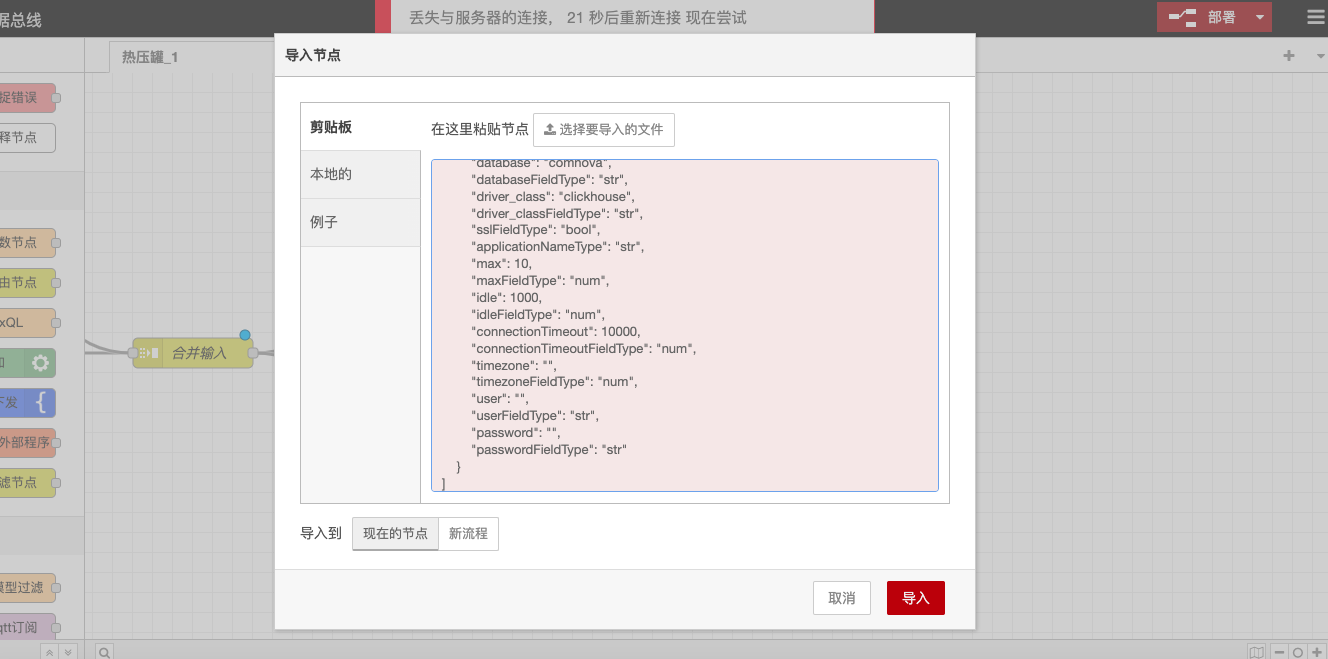 据总线
丢失与服务器的连接， 21 秒后重新连接 现在尝试
部署
热压罐_1
导入节点
捉错误
释节点
数节点
由节点
xQL
下发
外部程序
滤节点
模型过滤
qtt订阅
合并输入
剪贴板
本地的
例子
在这里粘贴节点
选择要导入的文件
"database": "comnova",
"databaseFieldType": "str",
"driver_class": "clickhouse",
"driver_classFieldType": "str",
"sslFieldType": "bool",
"applicationNameType": "str",
"max": 10,
"maxFieldType": "num",
"idle": 1000,
"idleFieldType": "num",
"connectionTimeout": 10000,
"connectionTimeoutFieldType": "num",
"timezone": "",
"timezoneFieldType": "num",
"user": "",
"userFieldType": "str",
"password": "",
"passwordFieldType": "str"
}
]
导入到
现在的节点
新流程
取消
导入